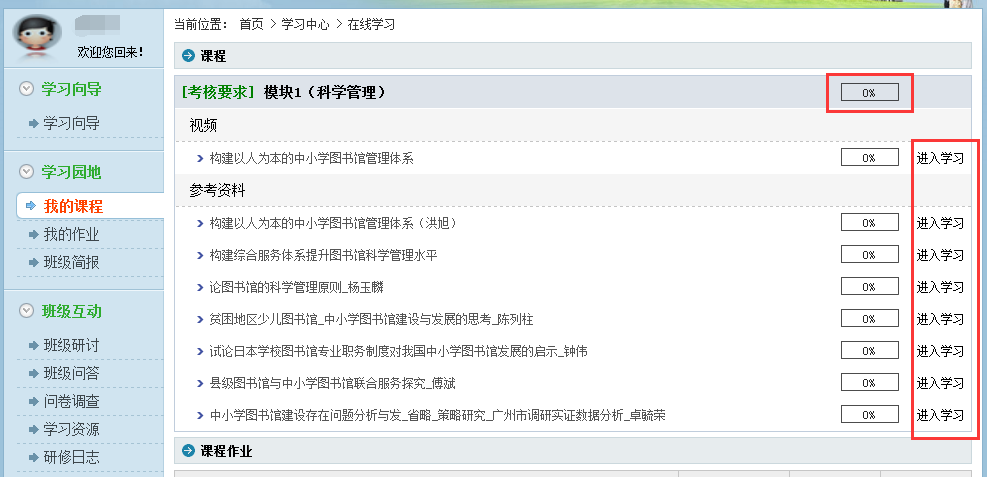 欢迎您回来!
学习向导
学习向导
学习园地
我的课程
我的作业
班级简报
班级互动
班级研讨
班级问答
问卷调查
学习资源
研修日志
当前位置： 首页 > 学习中心 > 在线学习
课程
[考核要求] 模块1（科学管理） 0%
视频
构建以人为本的中小学图书馆管理体系 0% 进入学习
参考资料
构建以人为本的中小学图书馆管理体系（洪旭） 0% 进入学习
构建综合服务体系提升图书馆科学管理水平 0% 进入学习
论图书馆的科学管理原则_杨玉麟 0% 进入学习
贫困地区少儿图书馆_中小学图书馆建设与发展的思考_陈列柱 0% 进入学习
试论日本学校图书馆专业职务制度对我国中小学图书馆发展的启示_钟伟 0% 进入学习
县级图书馆与中小学图书馆联合服务探究_傅斌 0% 进入学习
中小学图书馆建设存在问题分析与发_省略_策略研究_广州市调研实证数据分析_卓毓荣 0% 进入学习
课程作业